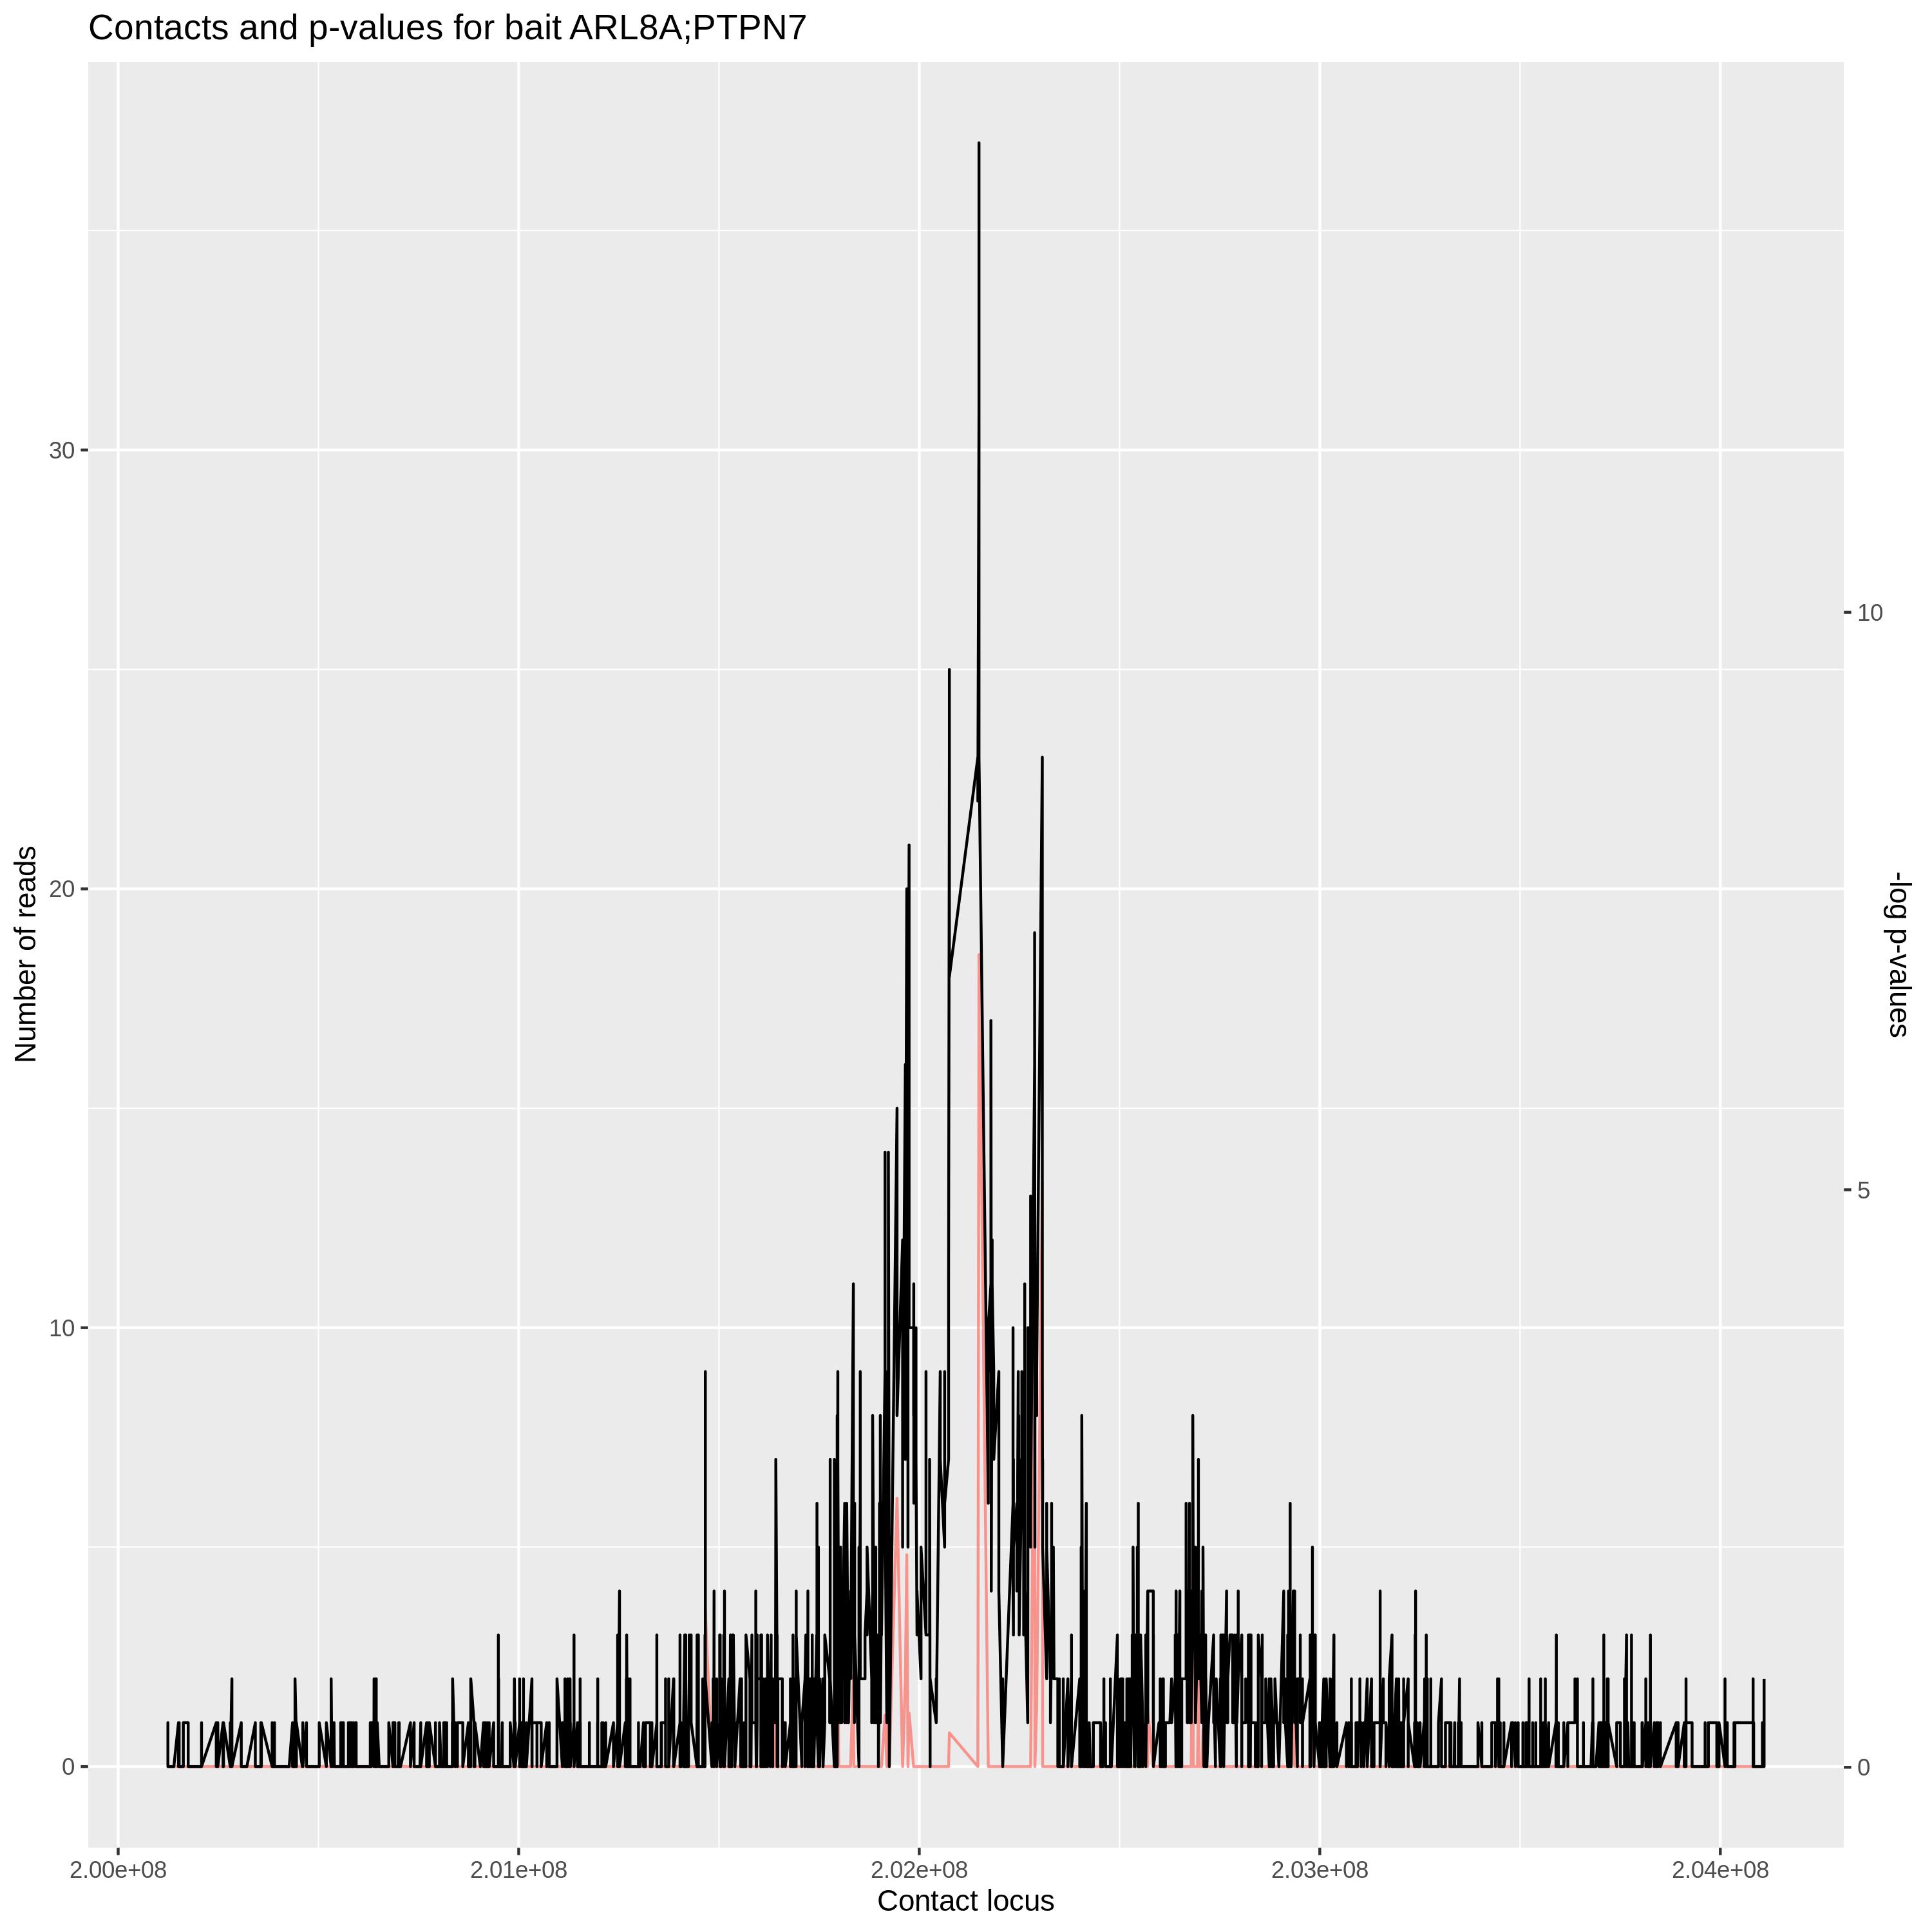 Contacts and p-values for bait ARL8A;PTPN7
Number of reads
30
20
10
0
10
5
0
-log p-values
2.00e+08 2.01e+08 2.02e+08 2.03e+08 2.04e+08
Contact locus